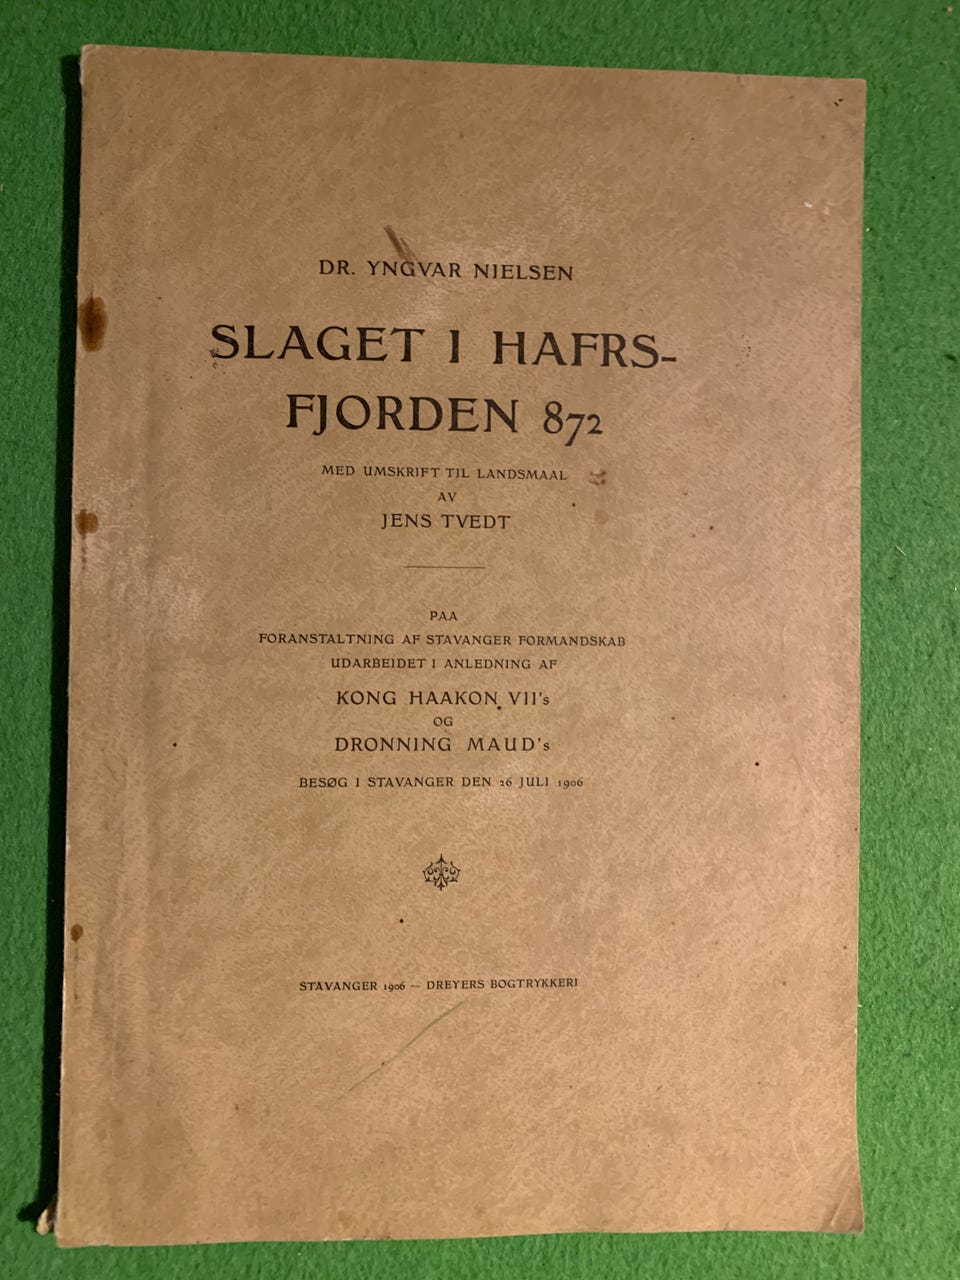 DR. YNGVAR NIELSEN
SLAGET I HAFRS-
FJORDEN 872
MED UMSKRIFT TIL LANDSMAAL
AV
JENS TVEDT
PAA
FORANSTALTNING AF STAVANGER FORMANDSKAB
UDARBEIDET I ANLEDNING AF
KONG HAAKON VII's
OG
DRONNING MAUD's
BESØG I STAVANGER DEN 26 JULI 1906
STAVANGER 1906 — DREYERS BOGTRYKKERI